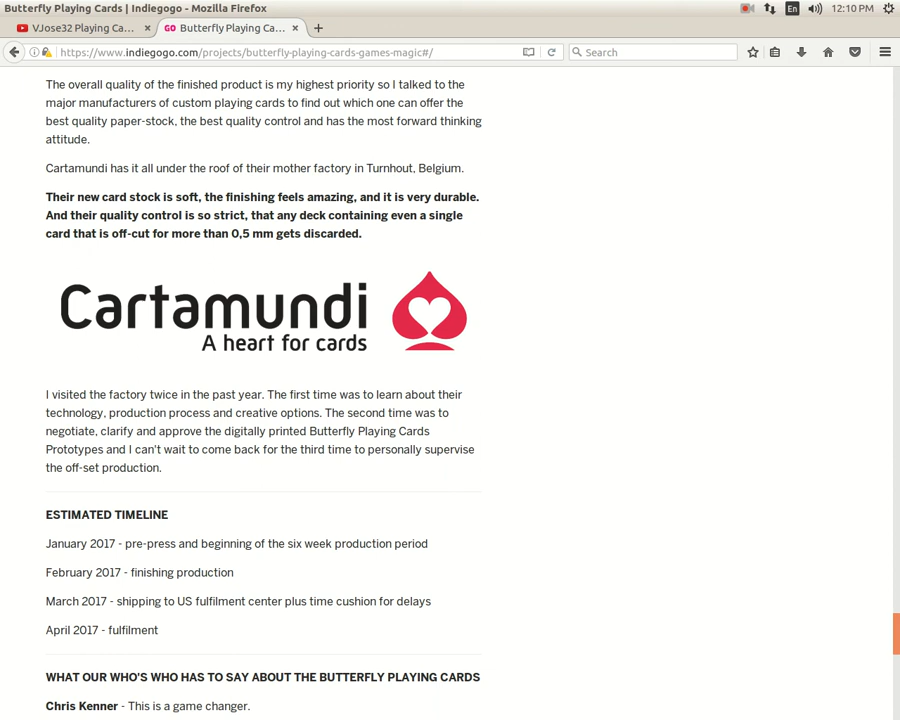 Butterfly Playing Cards | Indiegogo - Mozilla Firefox
En
12:10 PM
VJose32 Playing Ca...
GO Butterfly Playing Ca...
https://www.indiegogo.com/projects/butterfly-playing-cards-games-magic#/
Search
The overall quality of the finished product is my highest priority so I talked to the
major manufacturers of custom playing cards to find out which one can offer the
best quality paper-stock, the best quality control and has the most forward thinking
attitude.
Cartamundi has it all under the roof of their mother factory in Turnhout, Belgium.
Their new card stock is soft, the finishing feels amazing, and it is very durable.
And their quality control is so strict, that any deck containing even a single
card that is off-cut for more than 0,5 mm gets discarded.
Cartamundi
A heart for cards
I visited the factory twice in the past year. The first time was to learn about their
technology, production process and creative options. The second time was to
negotiate, clarify and approve the digitally printed Butterfly Playing Cards
Prototypes and I can't wait to come back for the third time to personally supervise
the off-set production.
ESTIMATED TIMELINE
January 2017 - pre-press and beginning of the six week production period
February 2017 - finishing production
March 2017 - shipping to US fulfilment center plus time cushion for delays
April 2017 - fulfilment
WHAT OUR WHO'S WHO HAS TO SAY ABOUT THE BUTTERFLY PLAYING CARDS
Chris Kenner - This is a game changer.